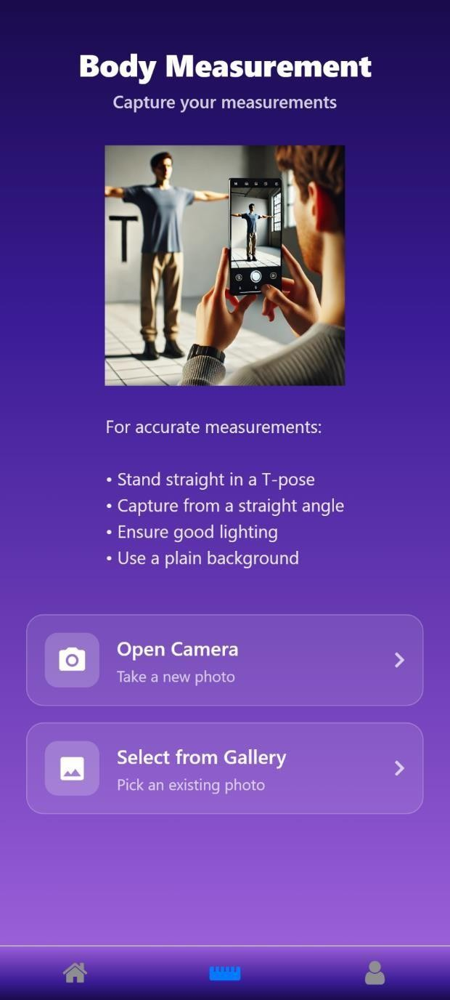 Body Measurement
Capture your measurements
T
For accurate measurements:
• Stand straight in a T-pose
• Capture from a straight angle
• Ensure good lighting
• Use a plain background
Open Camera
Take a new photo
Select from Gallery
Pick an existing photo